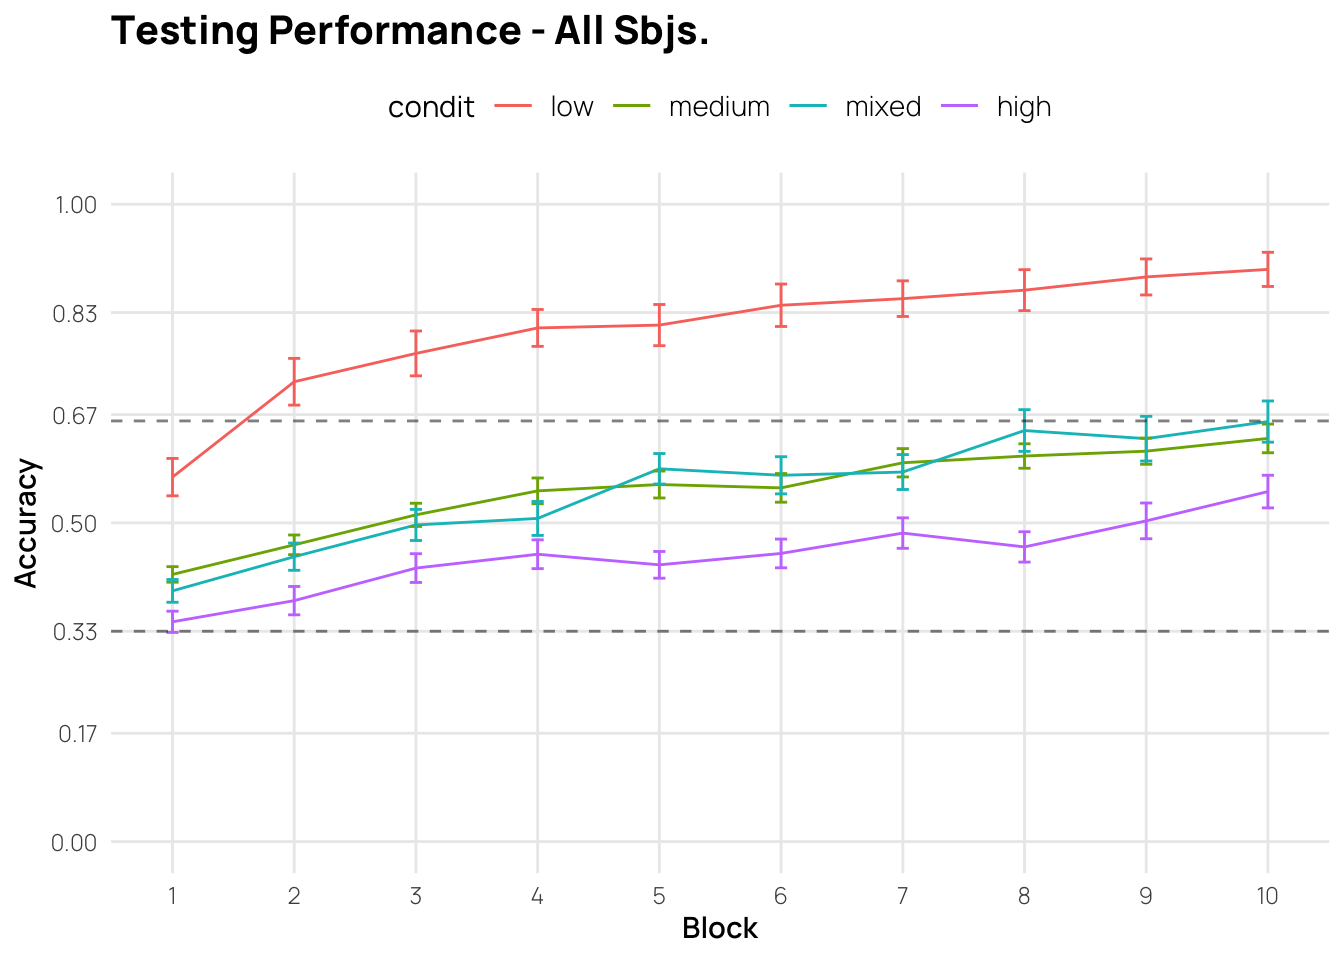 Testing Performance - All Sbjs.
condit low medium mixed high
1.00
0.83
0.67
0.50
0.33
0.17
0.00
Accuracy
1 2 3 4 5 6 7 8 9 10
Block